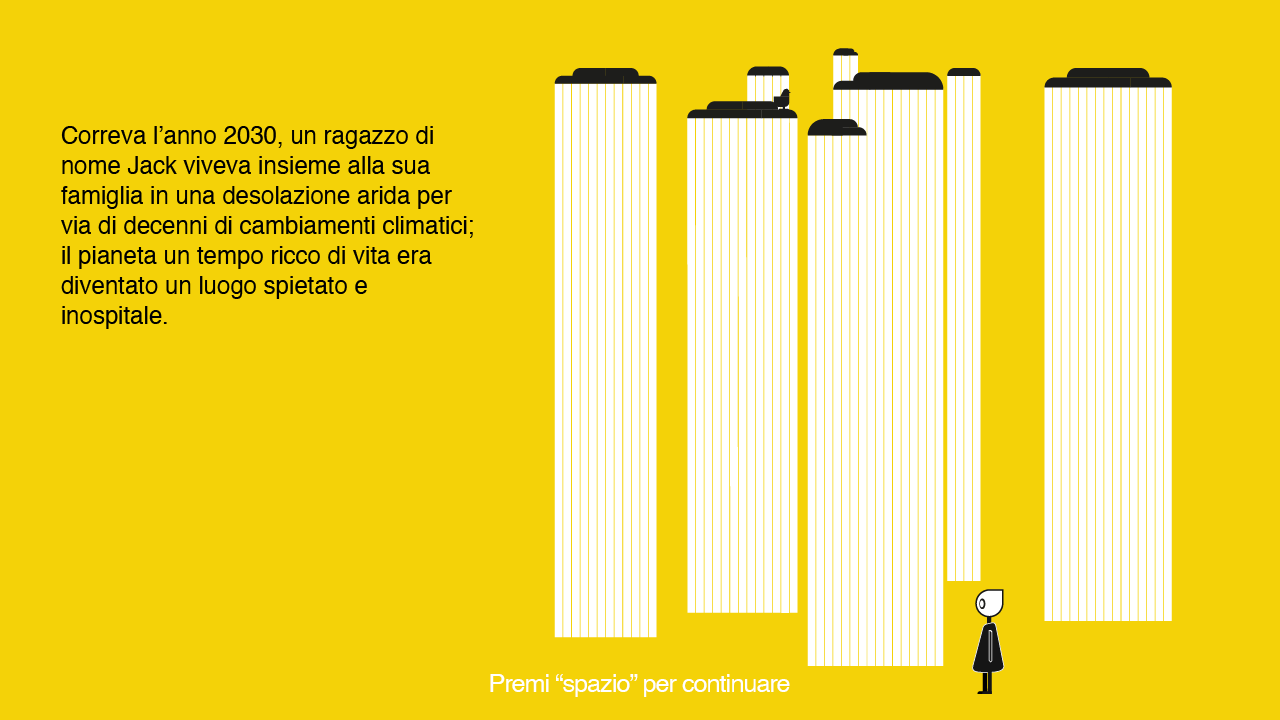 Correva l’anno 2030, un ragazzo di
nome Jack viveva insieme alla sua
famiglia in una desolazione arida per
via di decenni di cambiamenti climatici;
il pianeta un tempo ricco di vita era
diventato un luogo spietato e
inospitale.
Premi “spazio” per continuare